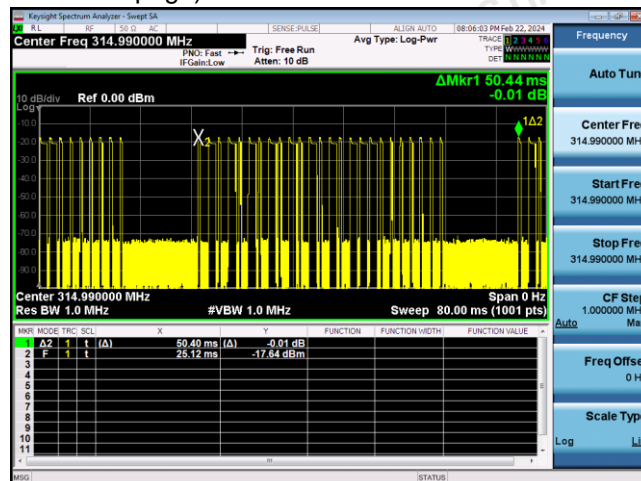 Keysight Spectrum Analyzer - Swept SA
RL RF 50 Ω AC SENSE:PULSE ALIGN AUTO 08:06:03 PM Feb 22, 2024
Center Freq 314.990000 MHz
PNO: Fast
IFGain:Low
Trig: Free Run
Atten: 10 dB
Avg Type: Log-Pwr
TRACE 1 2 3 4 5 6
TYPE
DET N N N N N N
Frequency
ΔMkr1 50.44 ms
-0.01 dB
10 dB/div Ref 0.00 dBm
Log
Auto Tun
-10.0
-20.0
-30.0
-40.0
-50.0
-60.0
-70.0
-80.0
-90.0
X2
1Δ2
Center Fre
314.990000 MH
Start Fre
314.990000 MH
Stop Fre
314.990000 MH
Center 314.990000 MHz Span 0 Hz
Res BW 1.0 MHz #VBW 1.0 MHz Sweep 80.00 ms (1001 pts)
CF Ste
1.000000 MH
Auto Ma
MKR MODE TRC SCL X Y FUNCTION FUNCTION WIDTH FUNCTION VALUE
1 Δ2 1 t (Δ) 50.40 ms (Δ) -0.01 dB
2 F 1 t 25.12 ms -17.64 dBm
3
4
5
6
7
8
9
10
11
Freq Offse
0 H
Scale Typ
Log Li
MSG STATUS